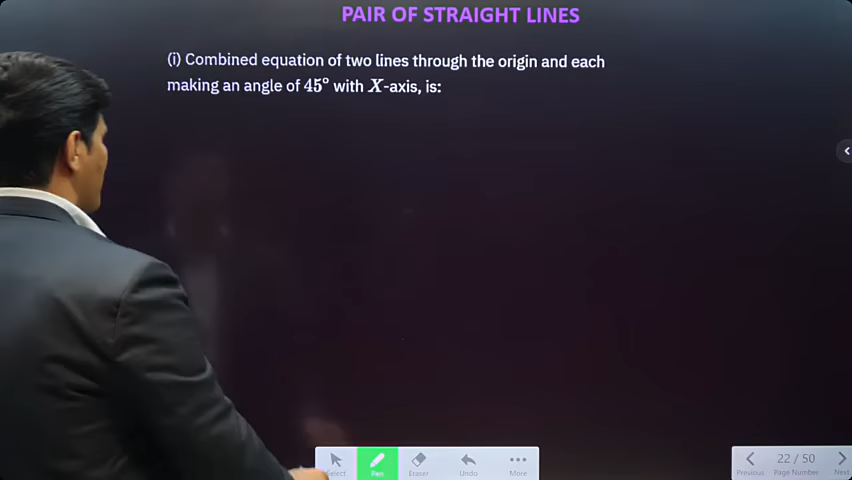 PAIR OF STRAIGHT LINES
(i) Combined equation of two lines through the origin and each
making an angle of 45° with X-axis, is:
Select
Pen
Eraser
Undo
More
Previous
22 / 50
Page Number
Next